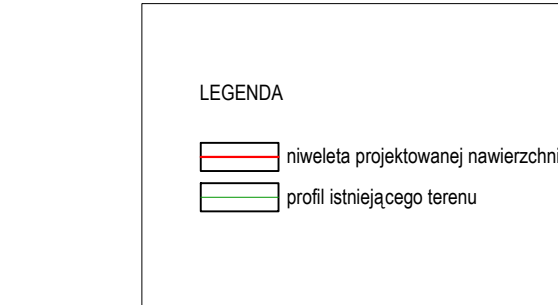 LEGENDA
niweleta projektowanej nawierzchni
profil istniejącego terenu